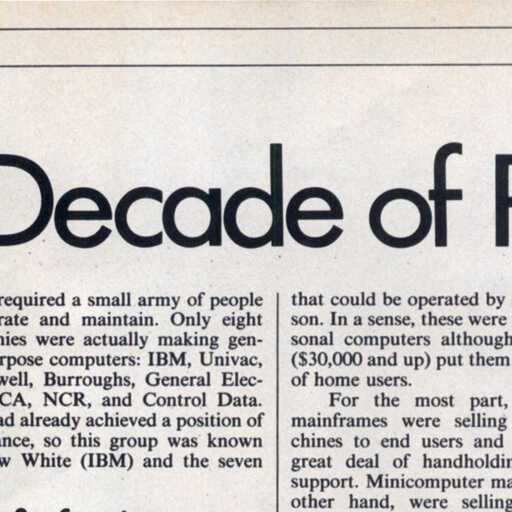 Decade of
required a small army of people
rate and maintain. Only eight
nies were actually making gen-
rpose computers: IBM, Univac,
well, Burroughs, General Elec-
CA, NCR, and Control Data.
ad already achieved a position of
ance, so this group was known
w White (IBM) and the seven
that could be operated by
son. In a sense, these were
sonal computers although
($30,000 and up) put them
of home users.
For the most part,
mainframes were selling
chines to end users and
great deal of handholdin
support. Minicomputer ma
other hand, were selling